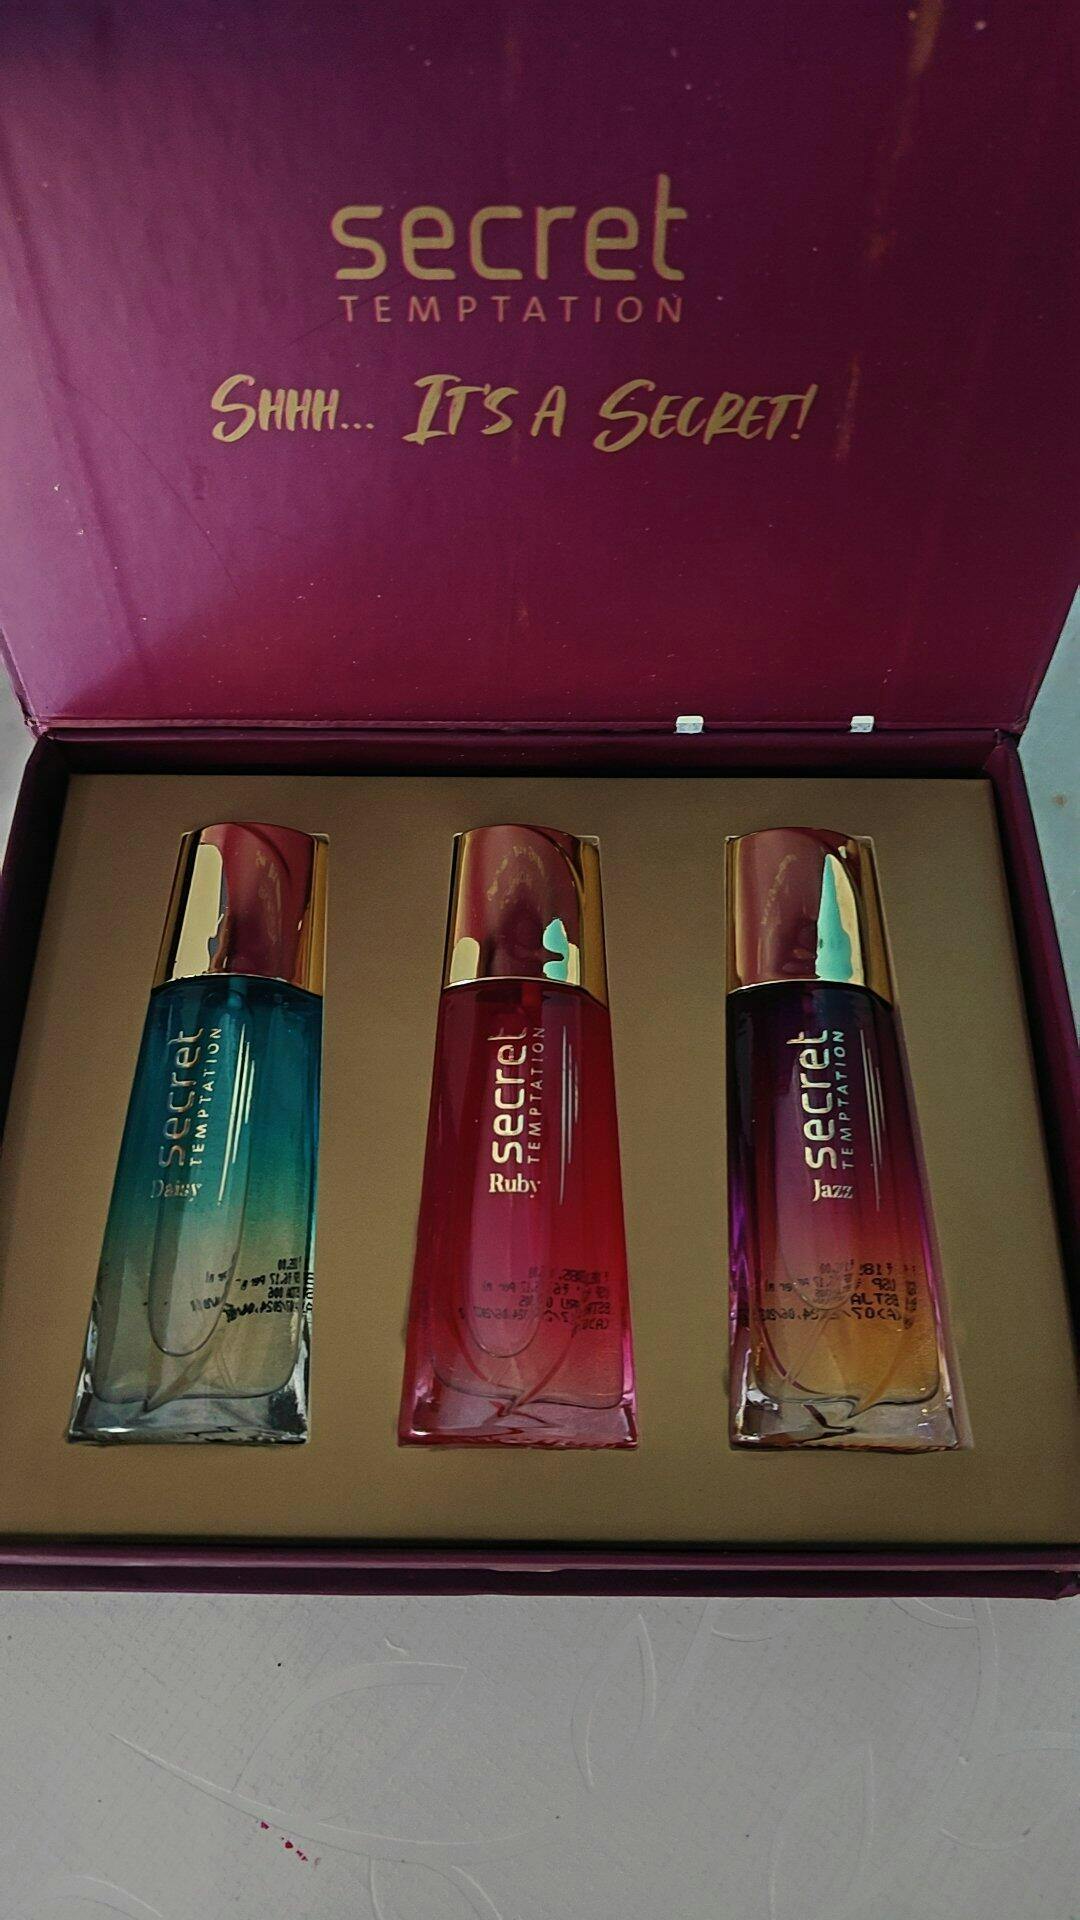 secret
TEMPTATION
SHHH... IT'S A SECRET!
secret
TEMPTATION
Daisy
secret
TEMPTATION
Ruby
secret
TEMPTATION
Jazz